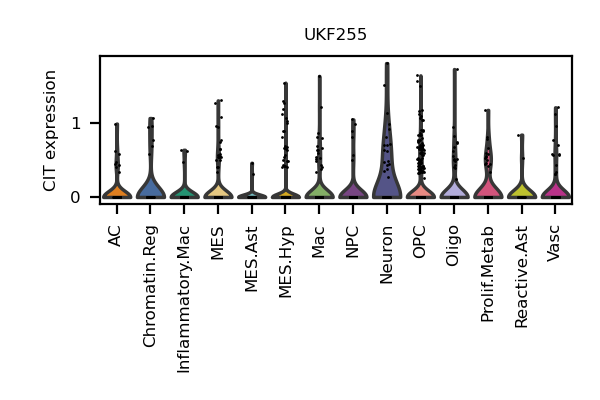 UKF255
CIT expression
1
0
AC
Chromatin.Reg
Inflammatory.Mac
MES
MES.Ast
MES.Hyp
Mac
NPC
Neuron
OPC
Oligo
Prolif.Metab
Reactive.Ast
Vasc